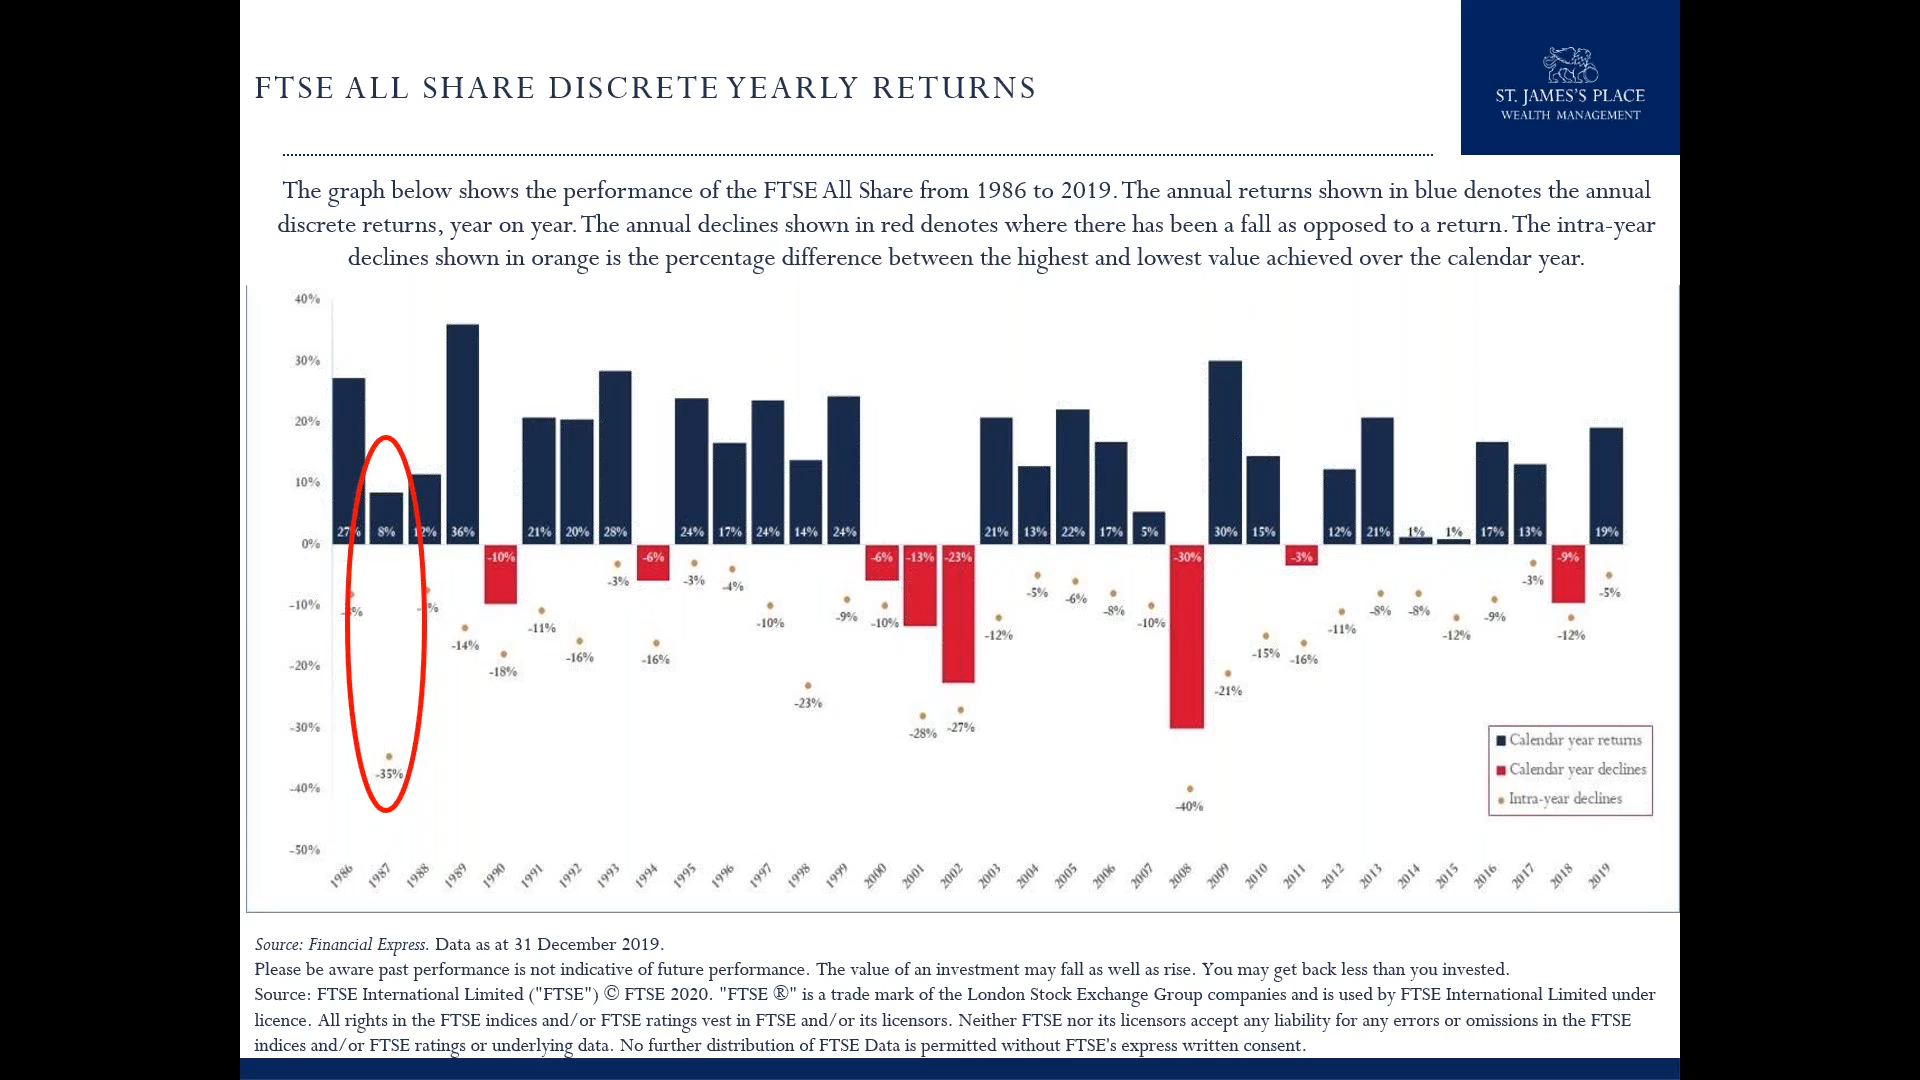 FTSE ALL SHARE DISCRETE YEARLY RETURNS
ST. JAMES'S PLACE
WEALTH MANAGEMENT
The graph below shows the performance of the FTSE All Share from 1986 to 2019. The annual returns shown in blue denotes the annual
discrete returns, year on year. The annual declines shown in red denotes where there has been a fall as opposed to a return. The intra-year
declines shown in orange is the percentage difference between the highest and lowest value achieved over the calendar year.
40%
30%
20%
10%
0%
-10%
-20%
-30%
-40%
-50%
27% 8% 12% 36% 21% 20% 28% 24% 17% 24% 14% 24% 21% 13% 22% 17% 5% 30% 15% 12% 21% 1% 1% 17% 13% 19%
-10% -6% -6% -13% -23% -30% -3% -9%
-35% -14% -18% -11% -16% -3% -16% -3% -4% -10% -23% -9% -10% -28% -27% -12% -5% -6% -8% -10% -40% -21% -15% -16% -11% -8% -8% -12% -9% -3% -12% -5%
Calendar year returns
Calendar year declines
Intra-year declines
1986 1987 1988 1989 1990 1991 1992 1993 1994 1995 1996 1997 1998 1999 2000 2001 2002 2003 2004 2005 2006 2007 2008 2009 2010 2011 2012 2013 2014 2015 2016 2017 2018 2019
Source: Financial Express. Data as at 31 December 2019.
Please be aware past performance is not indicative of future performance. The value of an investment may fall as well as rise. You may get back less than you invested.
Source: FTSE International Limited ("FTSE") © FTSE 2020. "FTSE ®" is a trade mark of the London Stock Exchange Group companies and is used by FTSE International Limited under
licence. All rights in the FTSE indices and/or FTSE ratings vest in FTSE and/or its licensors. Neither FTSE nor its licensors accept any liability for any errors or omissions in the FTSE
indices and/or FTSE ratings or underlying data. No further distribution of FTSE Data is permitted without FTSE's express written consent.